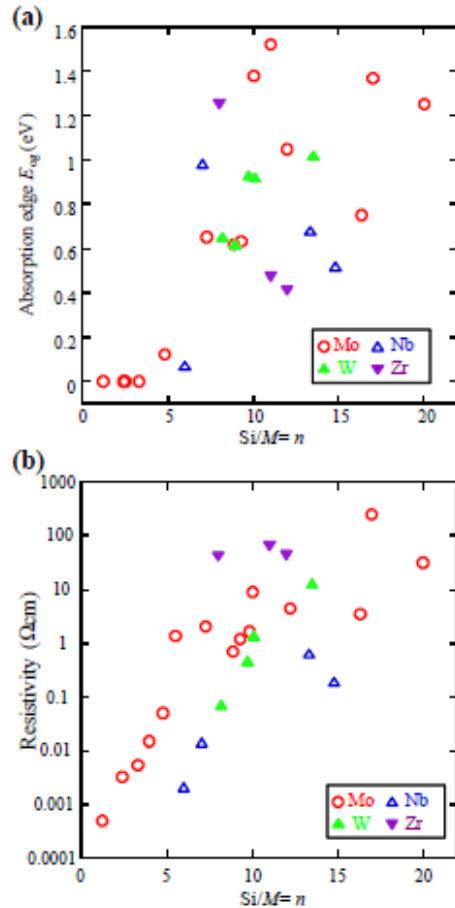 (a)
1.6
1.4
1.2
1
0.8
0.6
0.4
0.2
0
Absorption edge Eog (eV)
Mo Nb
W Zr
0 5 10 15 20
Si/M= n
(b)
1000
100
10
1
0.1
0.01
0.001
0.0001
Resistivity (Ωcm)
Mo Nb
W Zr
0 5 10 15 20
Si/M= n